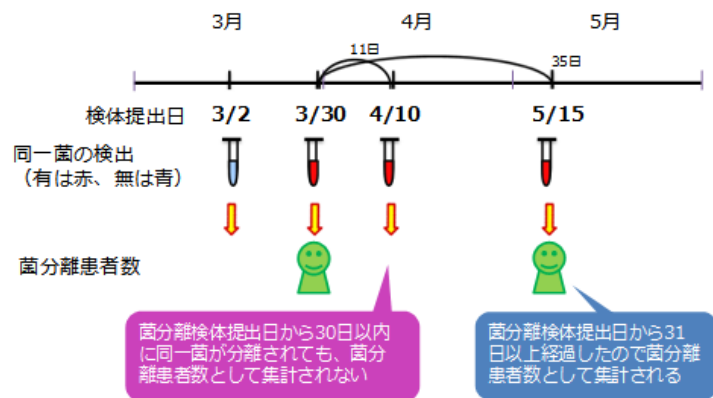 3月 4月 5月
11日
35日
検体提出日 3/2 3/30 4/10 5/15
同一菌の検出
（有は赤、無は青）
菌分離患者数
菌分離検体提出日から30日以内
に同一菌が分離されても、菌分
離患者数として集計されない
菌分離検体提出日から31
日以上経過したので菌分離
患者数として集計される